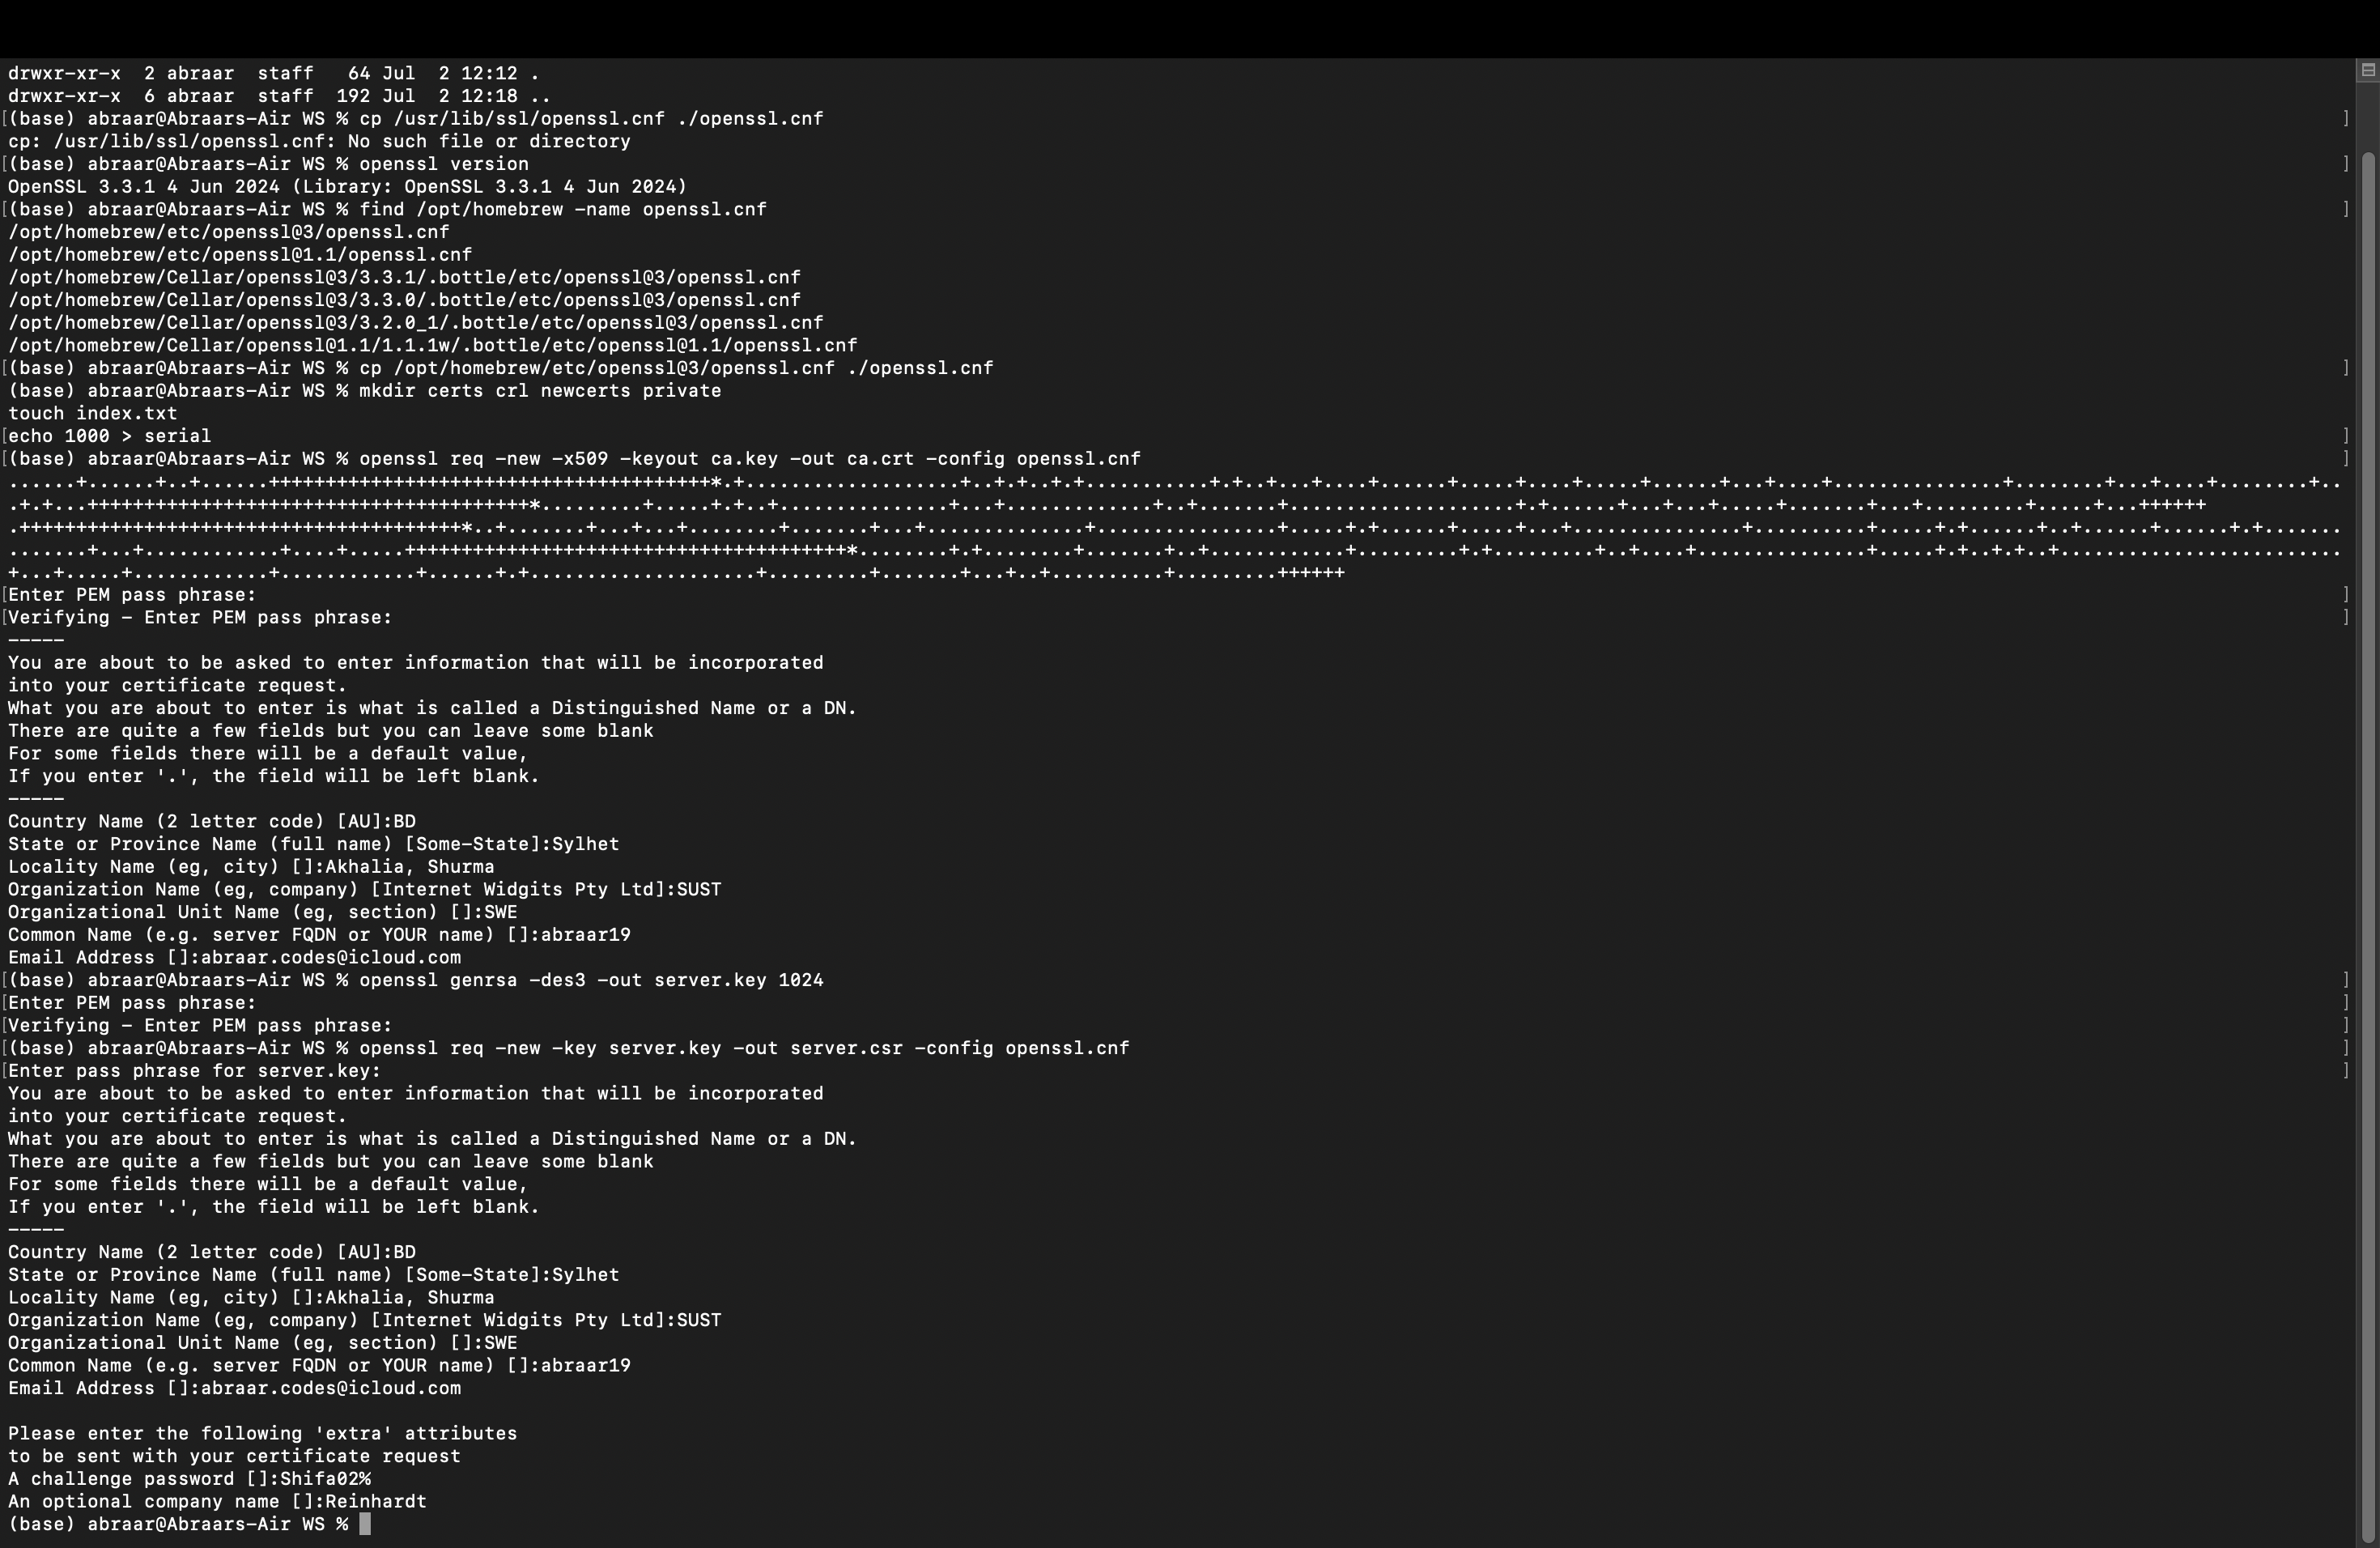 drwxr-xr-x  2 abraar  staff   64 Jul  2 12:12 .
drwxr-xr-x  6 abraar  staff  192 Jul  2 12:18 ..
[(base) abraar@Abraars-Air WS % cp /usr/lib/ssl/openssl.cnf ./openssl.cnf ]
cp: /usr/lib/ssl/openssl.cnf: No such file or directory
[(base) abraar@Abraars-Air WS % openssl version ]
OpenSSL 3.3.1 4 Jun 2024 (Library: OpenSSL 3.3.1 4 Jun 2024)
[(base) abraar@Abraars-Air WS % find /opt/homebrew -name openssl.cnf ]
/opt/homebrew/etc/openssl@3/openssl.cnf
/opt/homebrew/etc/openssl@1.1/openssl.cnf
/opt/homebrew/Cellar/openssl@3/3.3.1/.bottle/etc/openssl@3/openssl.cnf
/opt/homebrew/Cellar/openssl@3/3.3.0/.bottle/etc/openssl@3/openssl.cnf
/opt/homebrew/Cellar/openssl@3/3.2.0_1/.bottle/etc/openssl@3/openssl.cnf
/opt/homebrew/Cellar/openssl@1.1/1.1.1w/.bottle/etc/openssl@1.1/openssl.cnf
[(base) abraar@Abraars-Air WS % cp /opt/homebrew/etc/openssl@3/openssl.cnf ./openssl.cnf ]
(base) abraar@Abraars-Air WS % mkdir certs crl newcerts private
touch index.txt
[echo 1000 > serial ]
[(base) abraar@Abraars-Air WS % openssl req -new -x509 -keyout ca.key -out ca.crt -config openssl.cnf ]
[Enter PEM pass phrase: ]
[Verifying - Enter PEM pass phrase: ]
-----
You are about to be asked to enter information that will be incorporated
into your certificate request.
What you are about to enter is what is called a Distinguished Name or a DN.
There are quite a few fields but you can leave some blank
For some fields there will be a default value,
If you enter '.', the field will be left blank.
-----
Country Name (2 letter code) [AU]:BD
State or Province Name (full name) [Some-State]:Sylhet
Locality Name (eg, city) []:Akhalia, Shurma
Organization Name (eg, company) [Internet Widgits Pty Ltd]:SUST
Organizational Unit Name (eg, section) []:SWE
Common Name (e.g. server FQDN or YOUR name) []:abraar19
Email Address []:abraar.codes@icloud.com
[(base) abraar@Abraars-Air WS % openssl genrsa -des3 -out server.key 1024 ]
[Enter PEM pass phrase: ]
[Verifying - Enter PEM pass phrase: ]
[(base) abraar@Abraars-Air WS % openssl req -new -key server.key -out server.csr -config openssl.cnf ]
[Enter pass phrase for server.key: ]
You are about to be asked to enter information that will be incorporated
into your certificate request.
What you are about to enter is what is called a Distinguished Name or a DN.
There are quite a few fields but you can leave some blank
For some fields there will be a default value,
If you enter '.', the field will be left blank.
-----
Country Name (2 letter code) [AU]:BD
State or Province Name (full name) [Some-State]:Sylhet
Locality Name (eg, city) []:Akhalia, Shurma
Organization Name (eg, company) [Internet Widgits Pty Ltd]:SUST
Organizational Unit Name (eg, section) []:SWE
Common Name (e.g. server FQDN or YOUR name) []:abraar19
Email Address []:abraar.codes@icloud.com

Please enter the following 'extra' attributes
to be sent with your certificate request
A challenge password []:Shifa02%
An optional company name []:Reinhardt
(base) abraar@Abraars-Air WS %